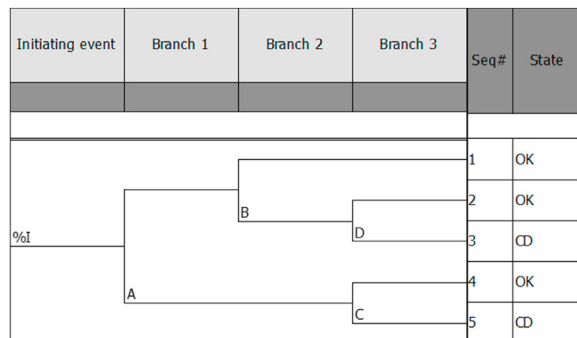 Initiating event Branch 1 Branch 2 Branch 3 Seq# State
1 OK
B 2 OK
D 3 CD
%I
A 4 OK
C 5 CD